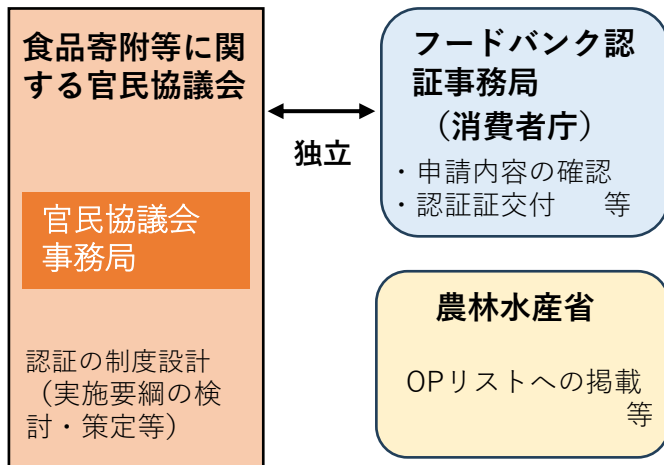 食品寄附等に関
する官民協議会
官民協議会
事務局
認証の制度設計
（実施要綱の検
討・策定等）
独立
フードバンク認
証事務局
（消費者庁）
・申請内容の確認
・認証証交付　等
農林水産省
OPリストへの掲載
等